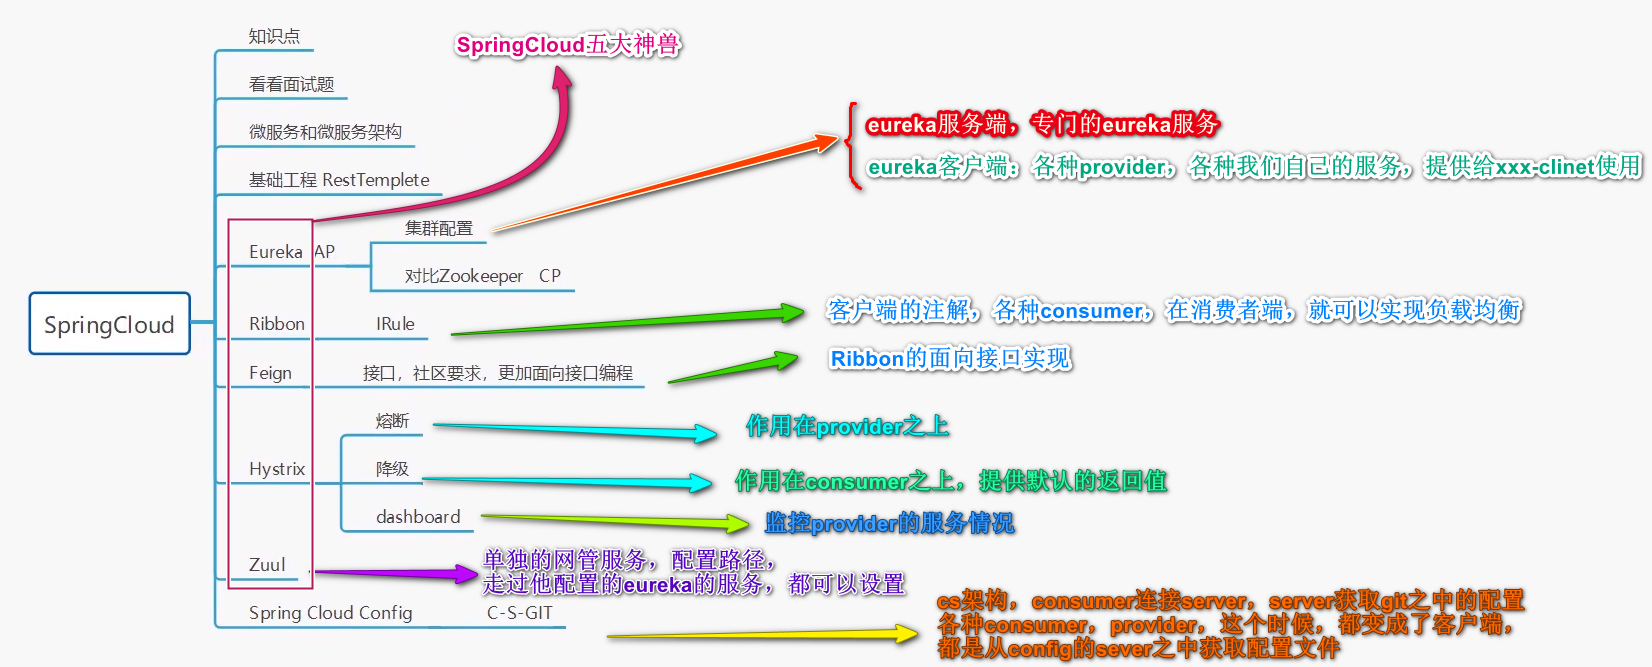 知识点
SpringCloud五大神兽
看看面试题
微服务和微服务架构
eureka服务端，专门的eureka服务
eureka客户端：各种provider，各种我们自己的服务，提供给xxx-clinet使用
基础工程 RestTemplete
集群配置
Eureka AP
对比Zookeeper CP
SpringCloud
Ribbon IRule
客户端的注解，各种consumer，在消费者端，就可以实现负载均衡
Feign 接口，社区要求，更加面向接口编程
Ribbon的面向接口实现
熔断
作用在provider之上
Hystrix 降级
作用在consumer之上，提供默认的返回值
dashboard
监控provider的服务情况
Zuul
单独的网管服务，配置路径，
走过他配置的eureka的服务，都可以设置
Spring Cloud Config C-S-GIT
cs架构，consumer连接server，server获取git之中的配置
各种consumer，provider，这个时候，都变成了客户端，
都是从config的sever之中获取配置文件